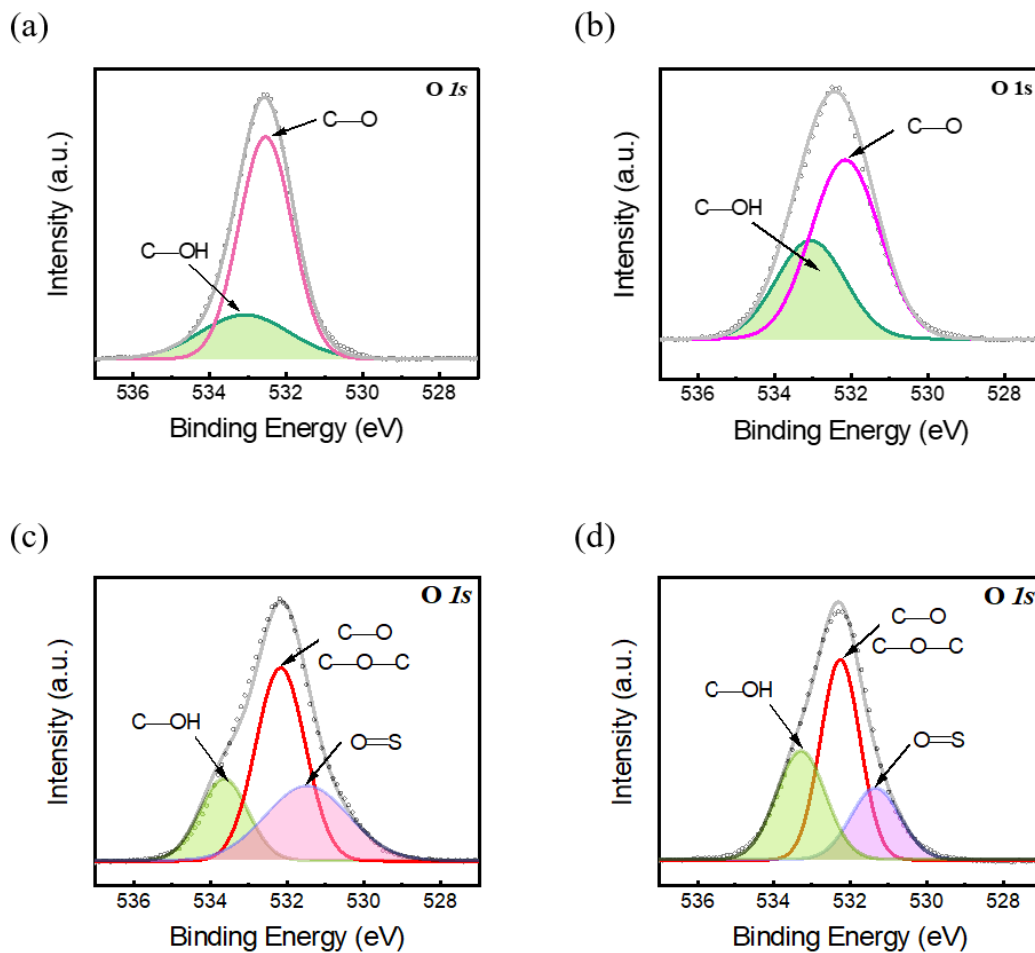 (a)
O 1s
C—O
C—OH
Intensity (a.u.)
536 534 532 530 528
Binding Energy (eV)
(b)
O 1s
C—O
C—OH
Intensity (a.u.)
536 534 532 530 528
Binding Energy (eV)
(c)
O 1s
C—O
C—O—C
C—OH
O=S
Intensity (a.u.)
536 534 532 530 528
Binding Energy (eV)
(d)
O 1s
C—O
C—O—C
C—OH
O=S
Intensity (a.u.)
536 534 532 530 528
Binding Energy (eV)